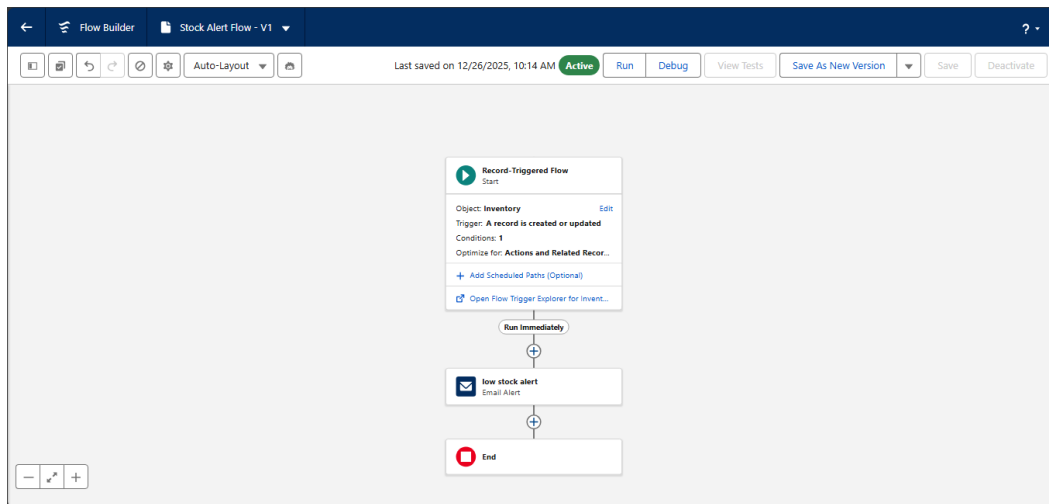 Flow Builder
Stock Alert Flow - V1
?
Auto-Layout
Last saved on 12/26/2025, 10:14 AM
Active
Run
Debug
View Tests
Save As New Version
Save
Deactivate
Record-Triggered Flow
Start
Object: Inventory
Edit
Trigger: A record is created or updated
Conditions: 1
Optimize for: Actions and Related Recor...
+ Add Scheduled Paths (Optional)
Open Flow Trigger Explorer for Invent...
Run Immediately
low stock alert
Email Alert
End